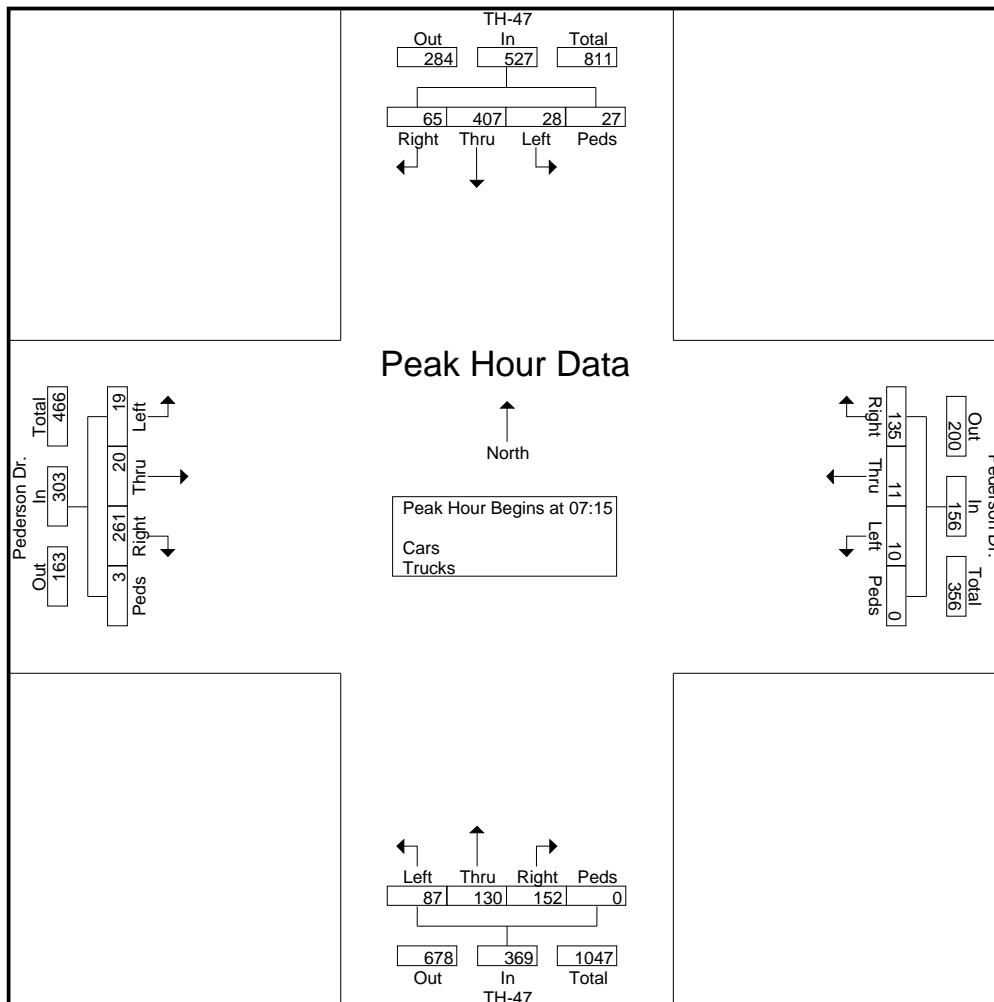 TH-47
Out In Total
284 527 811
65 407 28 27
Right Thru Left Peds
Peak Hour Data
North
Peak Hour Begins at 07:15
Cars
Trucks
Pederson Dr.
Total In Out
466 303 163
19 20 261 3
Left Thru Right Peds
Right Thru Left Peds
135 11 10 0
200 156 356
Out In Total
Pederson Dr.
Left Thru Right Peds
87 130 152 0
678 369 1047
Out In Total
TH-47